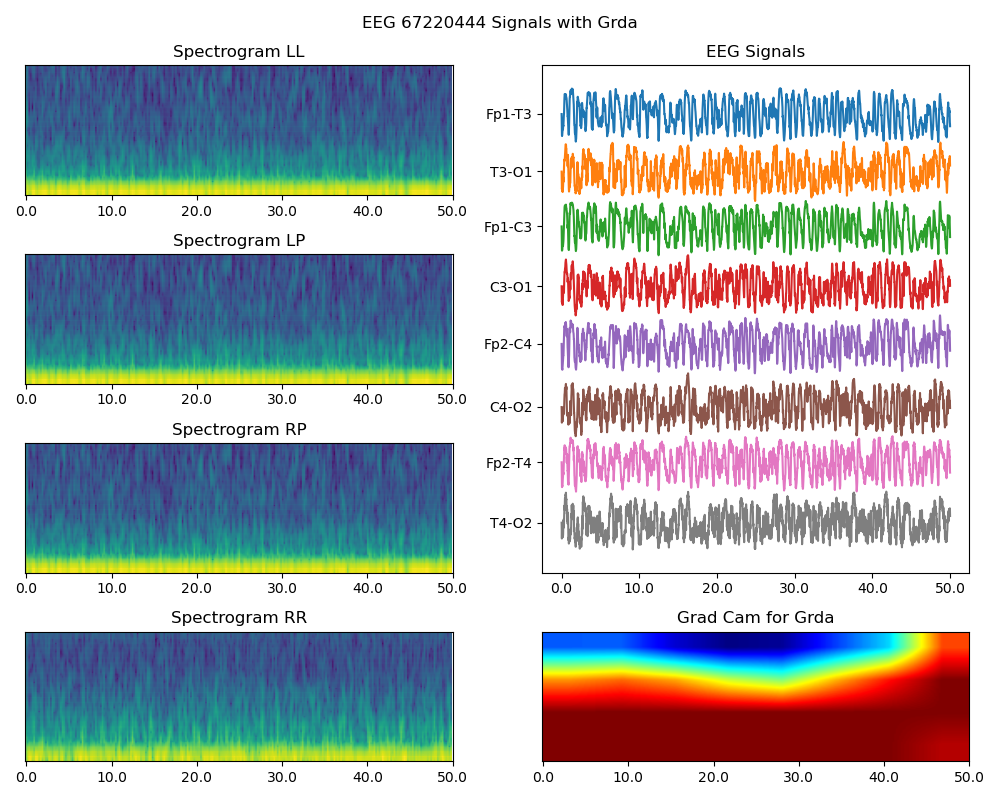 EEG 67220444 Signals with Grda
Spectrogram LL
0.0 10.0 20.0 30.0 40.0 50.0
Spectrogram LP
0.0 10.0 20.0 30.0 40.0 50.0
Spectrogram RP
0.0 10.0 20.0 30.0 40.0 50.0
Spectrogram RR
0.0 10.0 20.0 30.0 40.0 50.0
EEG Signals
Fp1-T3
T3-O1
Fp1-C3
C3-O1
Fp2-C4
C4-O2
Fp2-T4
T4-O2
0.0 10.0 20.0 30.0 40.0 50.0
Grad Cam for Grda
0.0 10.0 20.0 30.0 40.0 50.0